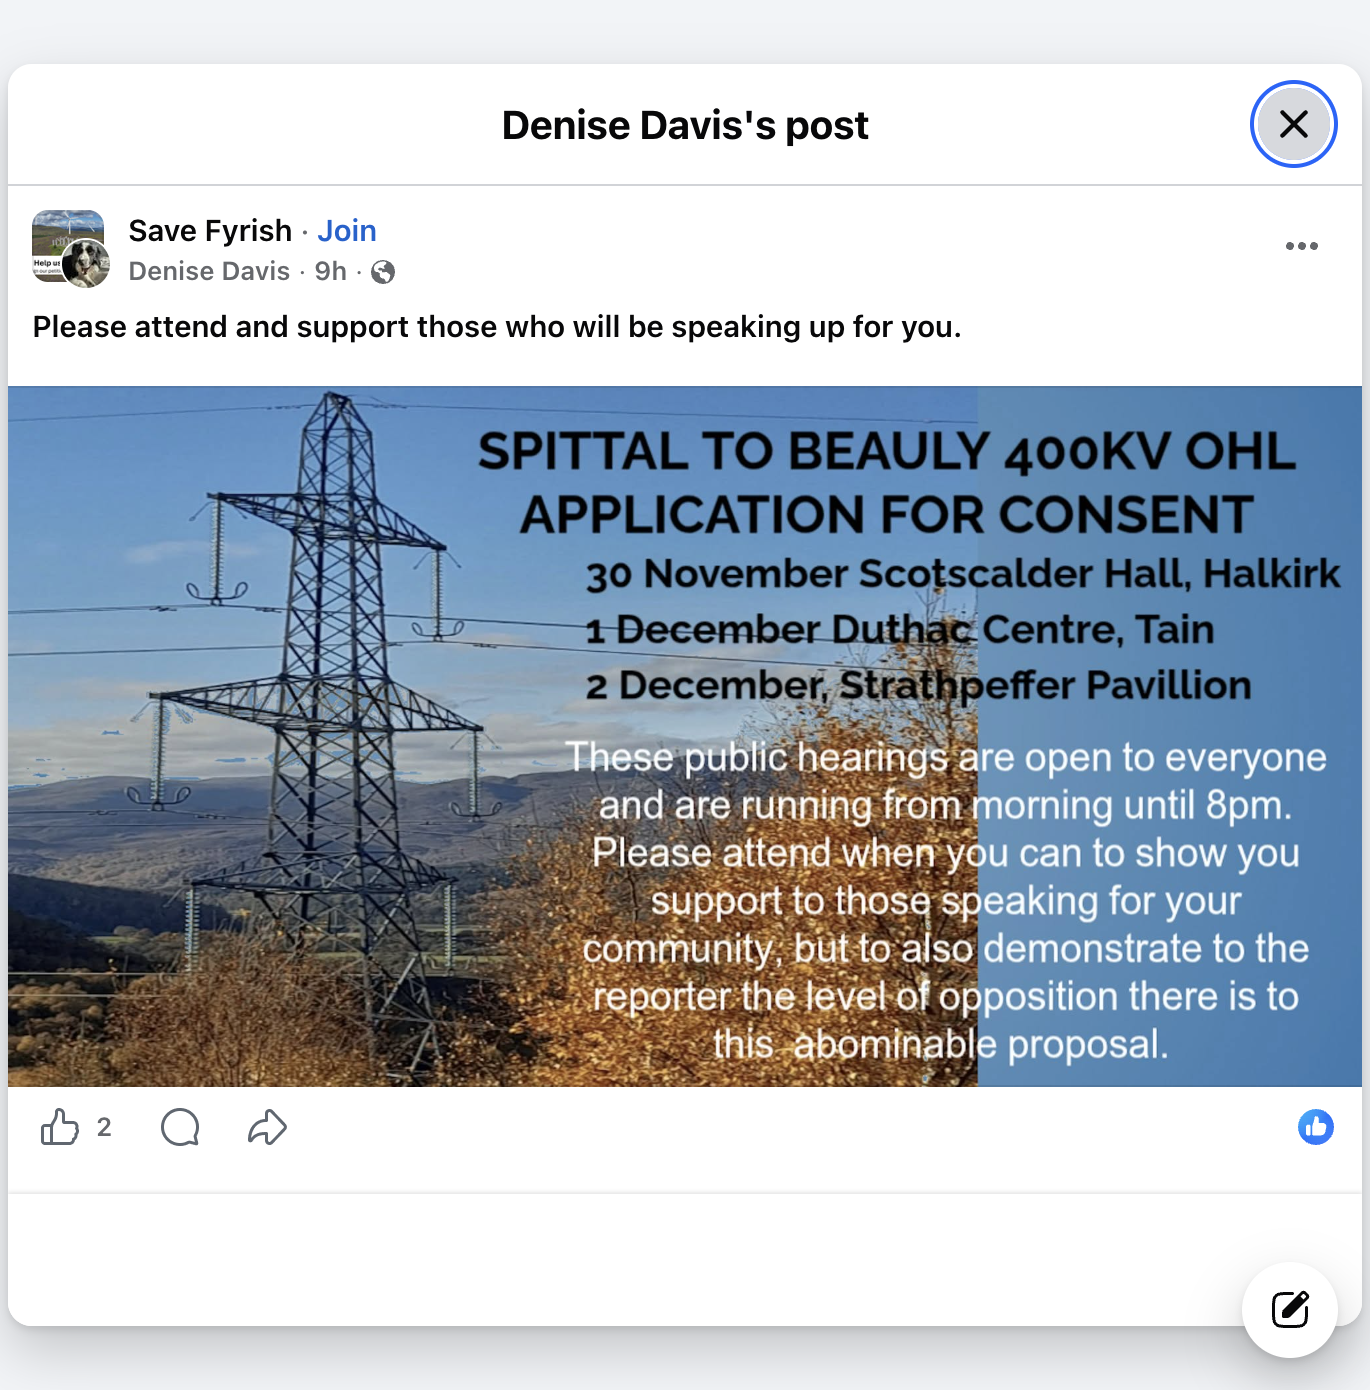 Denise Davis's post
Save Fyrish · Join
Denise Davis · 9h ·
Help us
Please attend and support those who will be speaking up for you.
SPITTAL TO BEAULY 400KV OHL
APPLICATION FOR CONSENT
30 November Scotscalder Hall, Halkirk
1 December Duthac Centre, Tain
2 December, Strathpeffer Pavillion
These public hearings are open to everyone
and are running from morning until 8pm.
Please attend when you can to show you
support to those speaking for your
community, but to also demonstrate to the
reporter the level of opposition there is to
this abominable proposal.
2